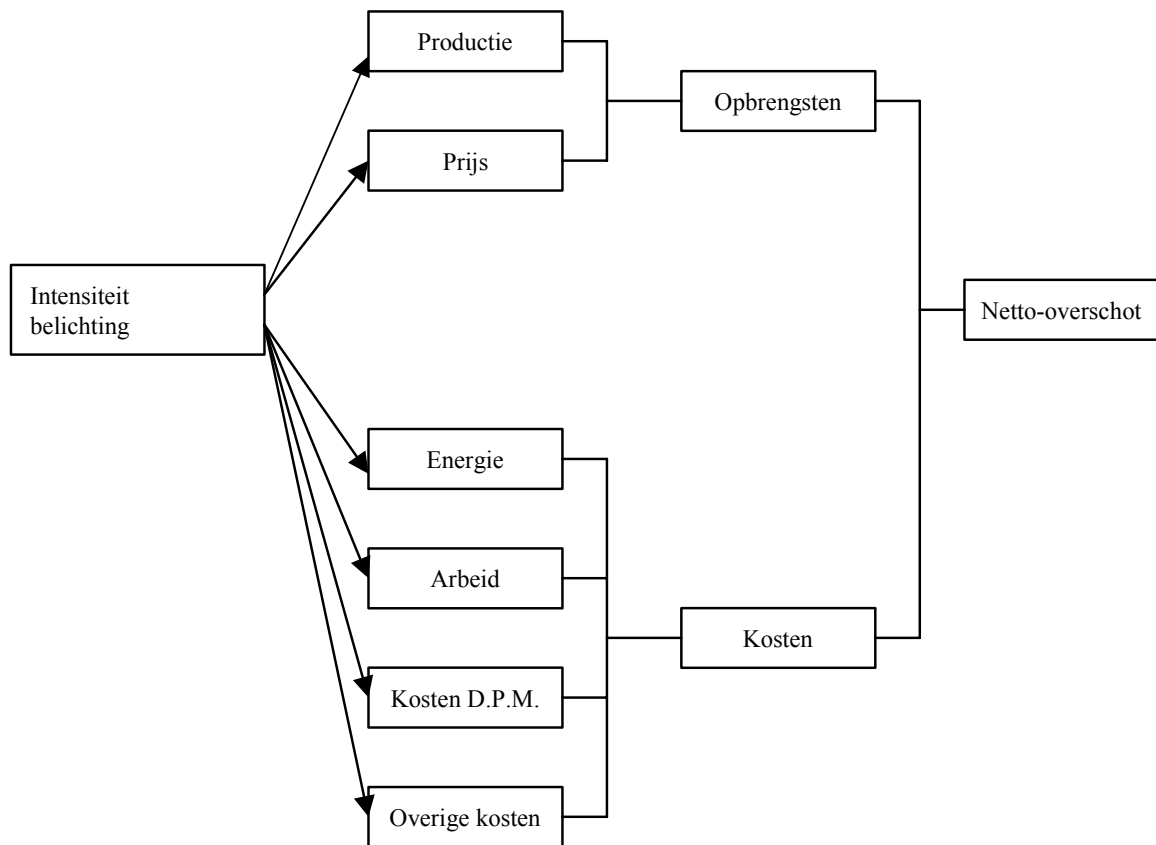 Productie
Opbrengsten
Prijs
Intensiteit
belichting
Netto-overschot
Energie
Arbeid
Kosten
Kosten D.P.M.
Overige kosten